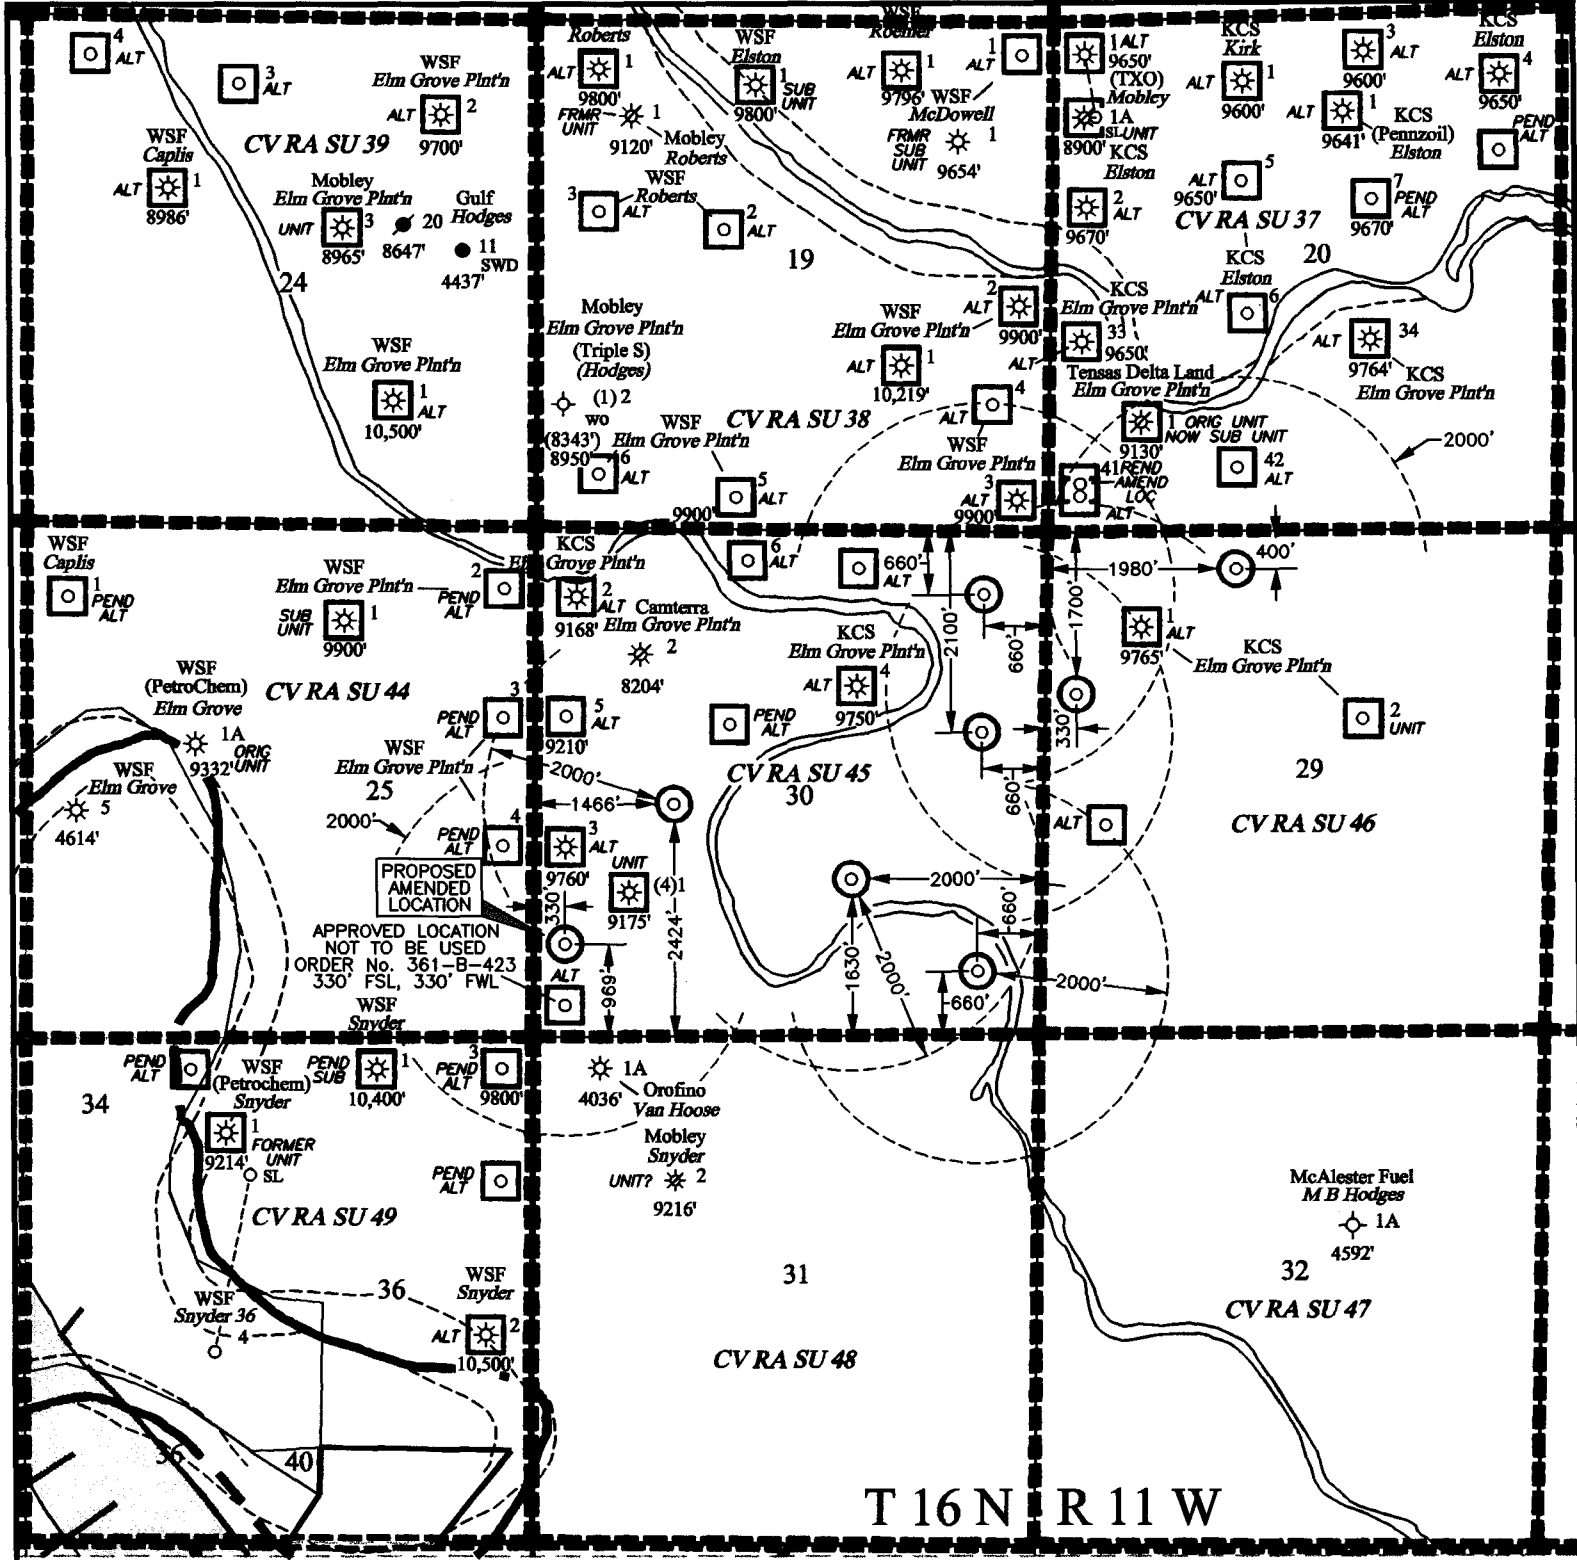 4
ALT
3
ALT
WSF
Elm Grove Plnt'n
ALT
2
9700'
CV RA SU 39
WSF
Caplis
ALT
1
8986'
Mobley
Elm Grove Plnt'n
UNIT
3
8965'
20
8647'
Gulf
Hodges
11
SWD
4437'
24
WSF
Elm Grove Plnt'n
1
ALT
10,500'
Roberts
ALT
1
9800'
FRMR
UNIT
1
9120'
Mobley
Roberts
WSF
Elston
1
SUB
UNIT
9800'
WSF
Roemer
ALT
1
9796'
WSF
McDowell
1
ALT
FRMR
SUB
UNIT
1
9654'
3
ALT
WSF
Roberts
2
ALT
19
Mobley
Elm Grove Plnt'n
(Triple S)
(Hodges)
(1) 2
WO
(8343')
8950'
6
ALT
WSF
Elm Grove Plnt'n
5
ALT
9900'
CV RA SU 38
WSF
Elm Grove Plnt'n
ALT
1
10,219'
2
ALT
9900'
4
ALT
WSF
Elm Grove Plnt'n
3
ALT
9900'
1 ALT
9650'
(TXO)
Mobley
1A
SL UNIT
8900'
KCS
Elston
2
ALT
9670'
KCS
Kirk
ALT
1
9600'
3
ALT
9600'
KCS
Elston
4
ALT
9650'
1
ALT
9641'
KCS
(Pennzoil)
Elston
PEND
ALT
5
ALT
9650'
7
PEND
ALT
9670'
CV RA SU 37
20
KCS
Elston
ALT
6
KCS
Elm Grove Plnt'n
33
ALT
9650'
34
ALT
9764'
KCS
Elm Grove Plnt'n
Tensas Delta Land
Elm Grove Plnt'n
1 ORIG UNIT
NOW SUB UNIT
9130'
2000'
41 PEND
AMEND
LOC
ALT
42
ALT
WSF
Caplis
1
PEND
ALT
WSF
Elm Grove Plnt'n
2
PEND
ALT
SUB
UNIT
1
9900'
WSF
(PetroChem)
Elm Grove
1A
ORIG
UNIT
9332'
CV RA SU 44
3
PEND
ALT
WSF
Elm Grove
5
4614'
WSF
Elm Grove Plnt'n
25
2000'
4
PEND
ALT
PROPOSED
AMENDED
LOCATION
APPROVED LOCATION
NOT TO BE USED
ORDER No. 361-B-423
330' FSL, 330' FWL
KCS
Elm Grove Plnt'n
2
ALT
9168'
Camterra
Elm Grove Plnt'n
2
8204'
6
ALT
ALT
KCS
Elm Grove Plnt'n
ALT
4
9750'
5
ALT
9210'
PEND
ALT
CV RA SU 45
30
2000'
1466'
3
ALT
9760'
UNIT
(4)1
9175'
330'
ALT
969'
2424'
1630'
2000'
2000'
660'
660'
2000'
660'
2100'
660'
660'
1700'
330'
1980'
400'
1
ALT
9765'
KCS
Elm Grove Plnt'n
2
UNIT
29
ALT
CV RA SU 46
WSF
Snyder
PEND
ALT
WSF
(Petrochem)
Snyder
PEND
SUB
1
10,400'
3
PEND
ALT
9800'
34
1
FORMER
UNIT
9214'
SL
PEND
ALT
CV RA SU 49
WSF
Snyder 36
4
36
WSF
Snyder
ALT
2
10,500'
36
40
1A
4036'
Orofino
Van Hoose
Mobley
Snyder
UNIT?
2
9216'
31
CV RA SU 48
McAlester Fuel
M B Hodges
1A
4592'
32
CV RA SU 47
T 16 N R 11 W